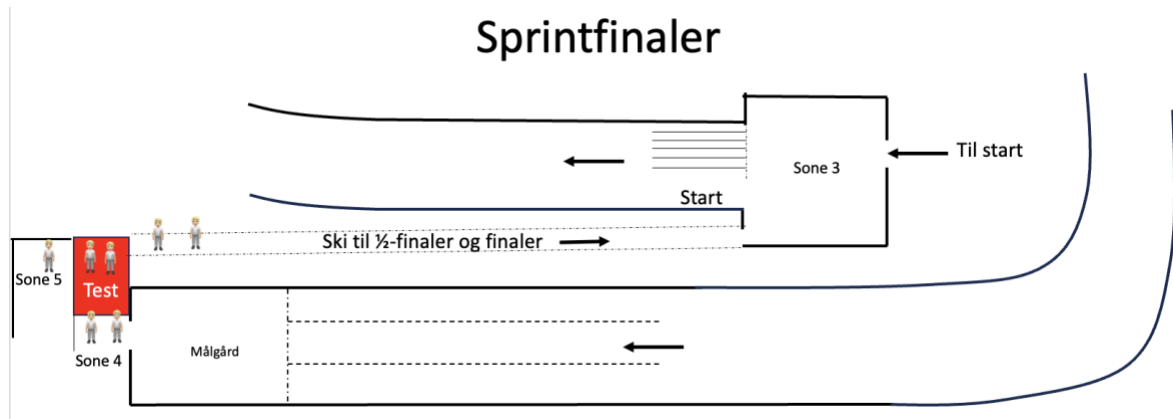 Sprintfinaler
Til start
Sone 3
Start
Ski til ½-finaler og finaler
Sone 5
Test
Målgård
Sone 4